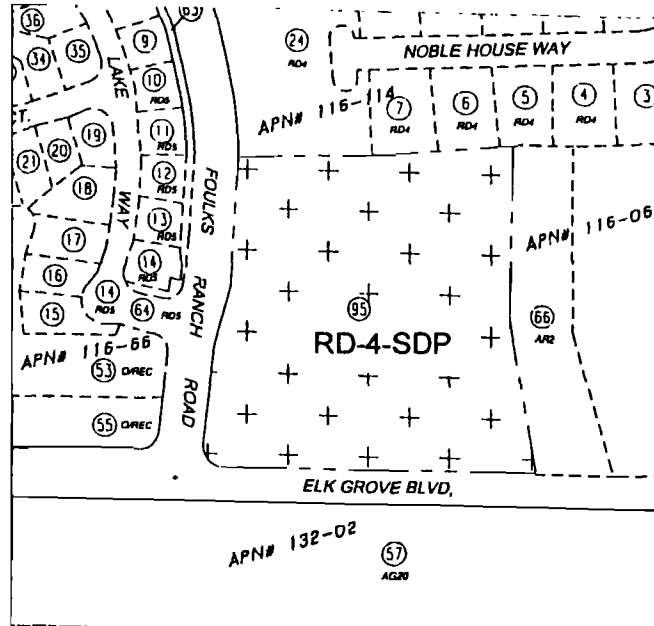 36
63
9
24
RD4
NOBLE HOUSE WAY
34
35
LAKE
10
RD5
CT.
APN# 116-114
7
RD4
6
RD4
5
RD4
4
RD4
3
19
11
RD5
21
20
12
RD5
FOULKS
18
WAY
13
RD5
APN# 116-06
17
14
RD5
RANCH
16
14
RD5
64
RD5
95
66
AR2
15
RD-4-SDP
APN# 116-66
53
O/REC
ROAD
55
O/REC
ELK GROVE BLVD,
APN# 132-02
57
AG20